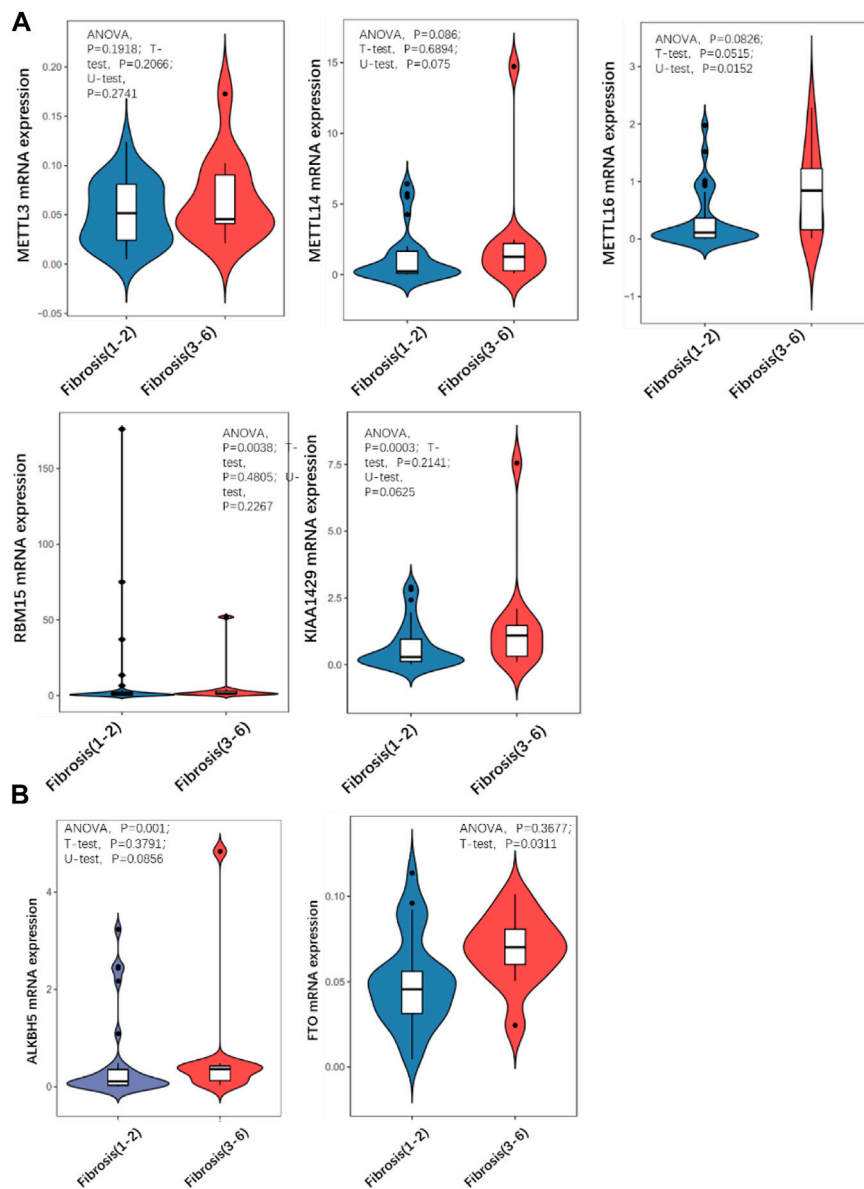 A
ANOVA,
P=0.1918; T-
test, P=0.2066;
U-test,
P=0.2741
METTL3 mRNA expression
0.20
0.15
0.10
0.05
0.00
−0.05
Fibrosis(1-2)
Fibrosis(3-6)
ANOVA, P=0.086;
T-test, P=0.6894;
U-test, P=0.075
METTL14 mRNA expression
15
10
5
0
Fibrosis(1-2)
Fibrosis(3-6)
ANOVA, P=0.0826;
T-test, P=0.0515;
U-test, P=0.0152
METTL16 mRNA expression
3
2
1
0
−1
Fibrosis(1-2)
Fibrosis(3-6)
ANOVA,
P=0.0038; T-
test,
P=0.4805; U-
test,
P=0.2267
RBM15 mRNA expression
150
100
50
0
Fibrosis(1-2)
Fibrosis(3-6)
ANOVA,
P=0.0003; T-
test, P=0.2141;
U-test,
P=0.0625
KIAA1429 mRNA expression
7.5
5.0
2.5
0.0
Fibrosis(1-2)
Fibrosis(3-6)
B
ANOVA, P=0.001;
T-test, P=0.3791;
U-test, P=0.0856
ALKBH5 mRNA expression
4
2
0
Fibrosis(1-2)
Fibrosis(3-6)
ANOVA, P=0.3677;
T-test, P=0.0311
FTO mRNA expression
0.10
0.05
0.00
Fibrosis(1-2)
Fibrosis(3-6)